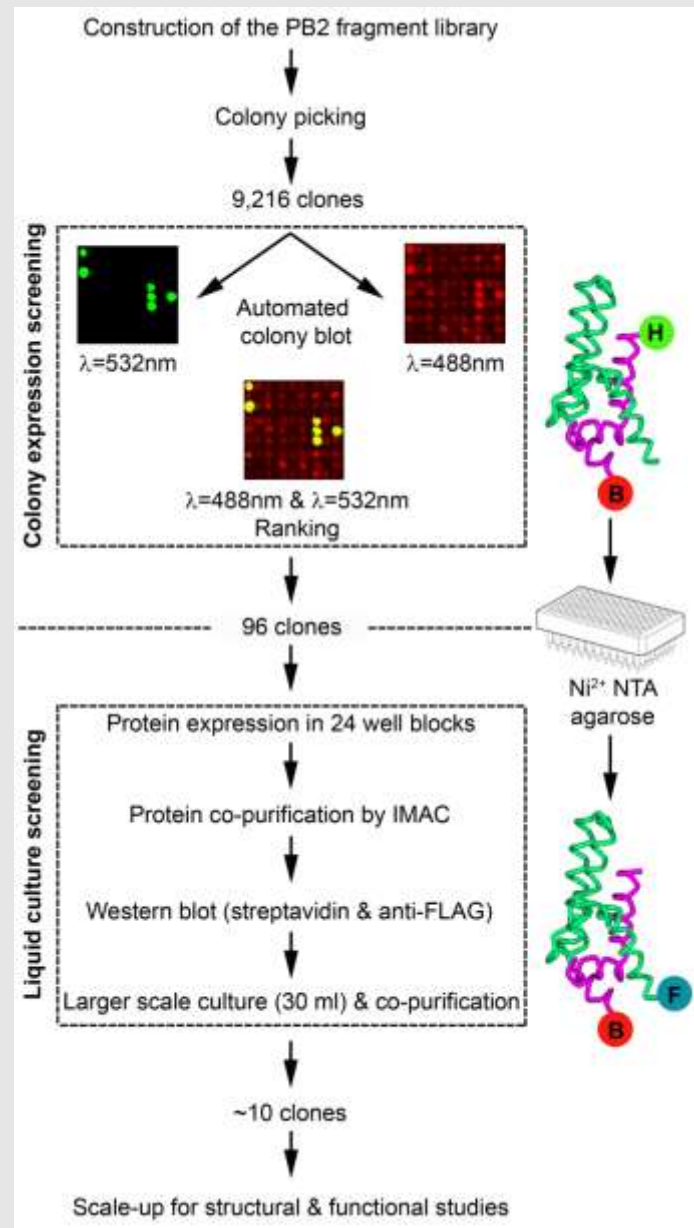 Construction of the PB2 fragment library
Colony picking
9,216 clones
Colony expression screening
Automated
colony blot
λ=532nm
λ=488nm
λ=488nm & λ=532nm
Ranking
H
B
96 clones
Ni²⁺ NTA
agarose
Liquid culture screening
Protein expression in 24 well blocks
Protein co-purification by IMAC
Western blot (streptavidin & anti-FLAG)
Larger scale culture (30 ml) & co-purification
F
B
~10 clones
Scale-up for structural & functional studies